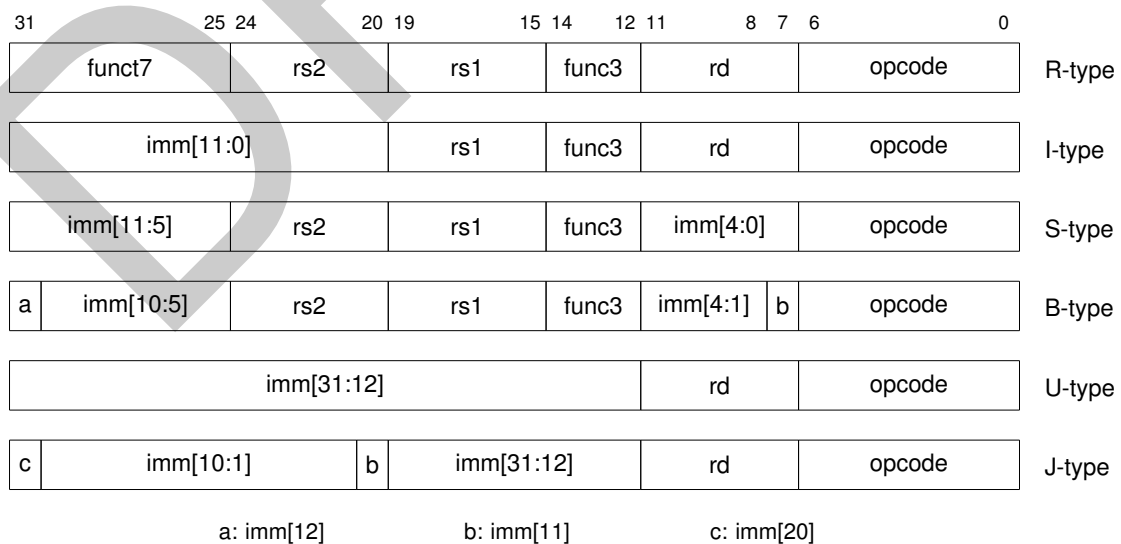 31 25 24 20 19 15 14 12 11 8 7 6 0
funct7 rs2 rs1 func3 rd opcode R-type
imm[11:0] rs1 func3 rd opcode I-type
imm[11:5] rs2 rs1 func3 imm[4:0] opcode S-type
a imm[10:5] rs2 rs1 func3 imm[4:1] b opcode B-type
imm[31:12] rd opcode U-type
c imm[10:1] b imm[31:12] rd opcode J-type
a: imm[12] b: imm[11] c: imm[20]